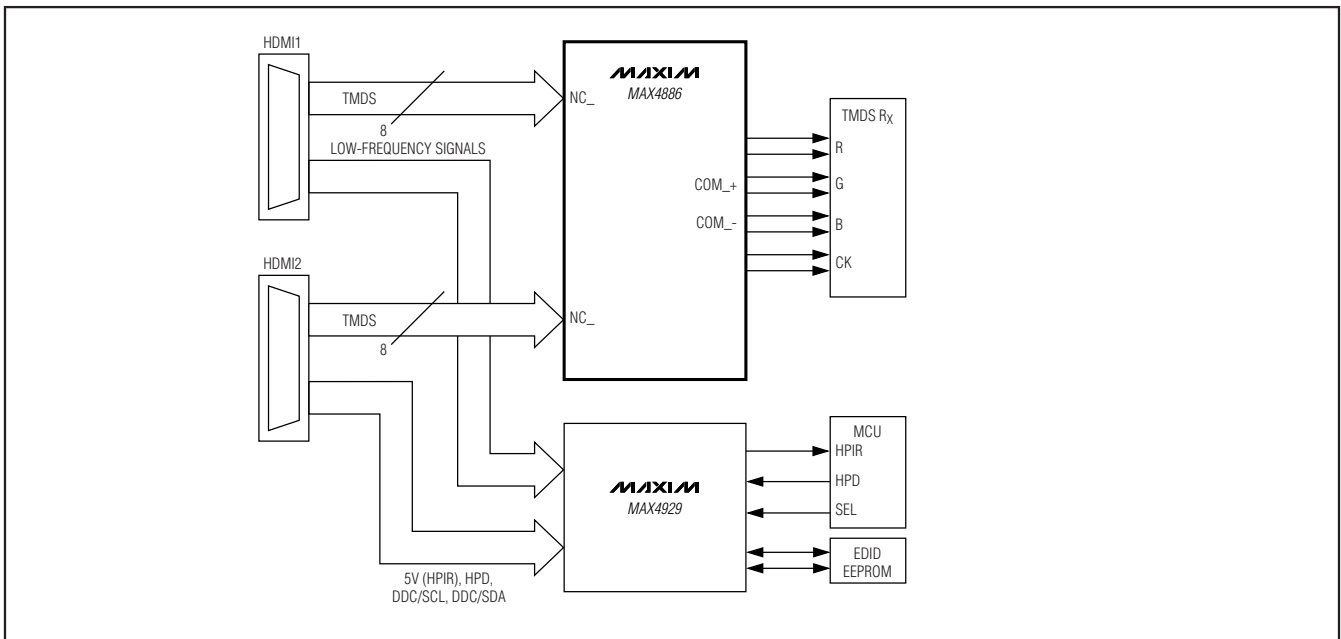 HDMI1
TMDS
8
LOW-FREQUENCY SIGNALS
NC_
MAXIM
MAX4886
COM_+
COM_-
TMDS RX
R
G
B
CK
HDMI2
TMDS
8
NC_
MAXIM
MAX4929
MCU
HPIR
HPD
SEL
EDID
EEPROM
5V (HPIR), HPD,
DDC/SCL, DDC/SDA